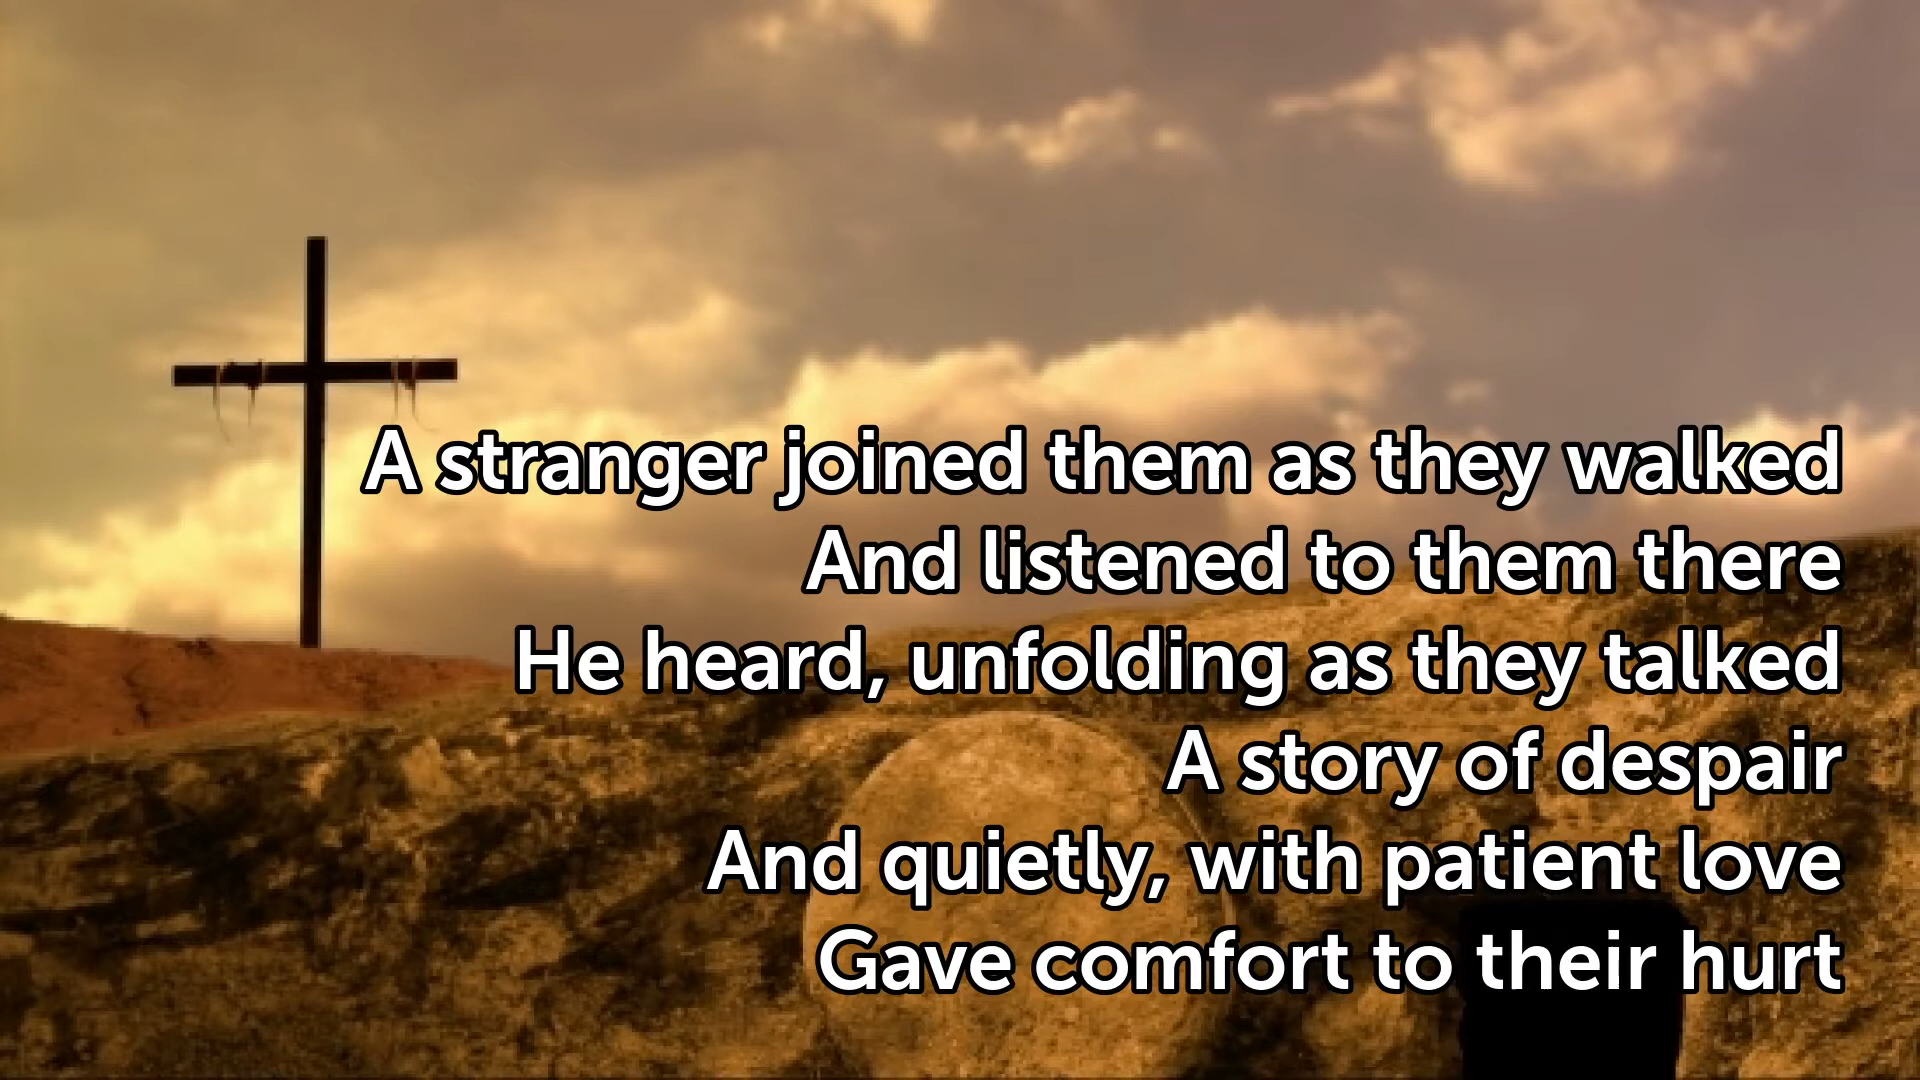 A stranger joined them as they walked
And listened to them there
He heard, unfolding as they talked
A story of despair
And quietly, with patient love
Gave comfort to their hurt